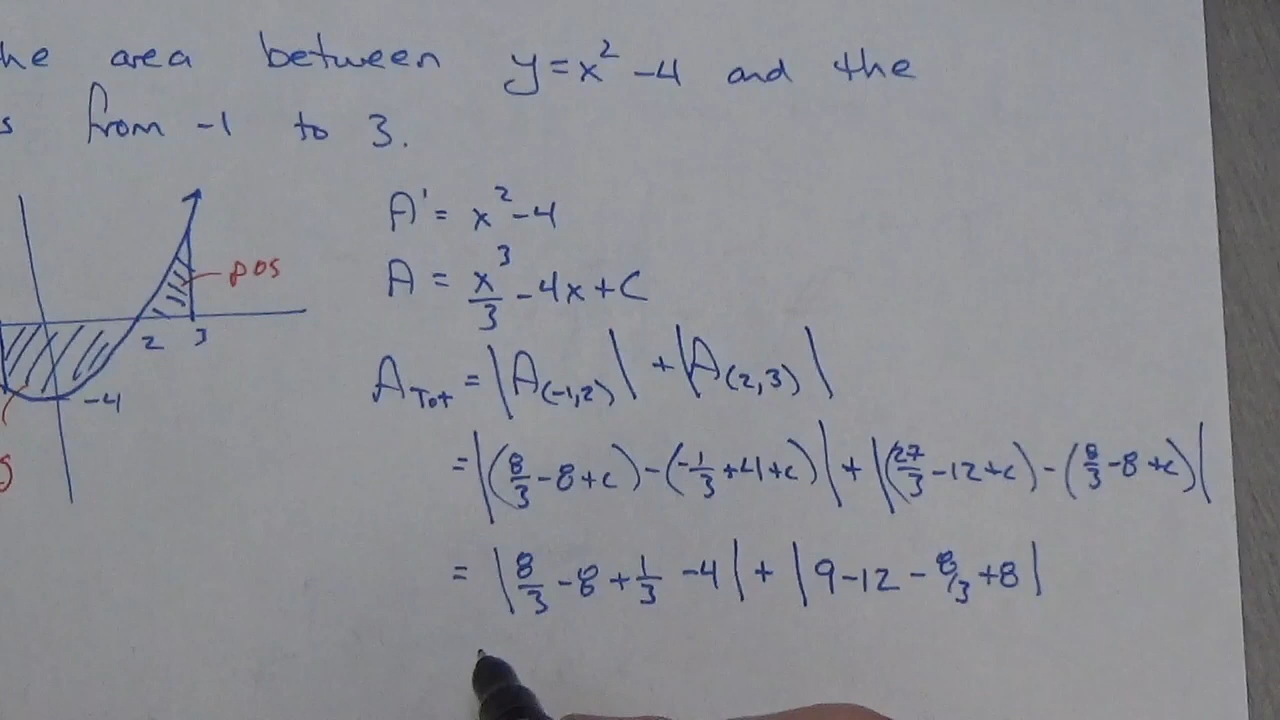 he area between y=x²-4 and the
s from -1 to 3.
A' = x²-4
A = x³/3 -4x+C
pos
2 3
-4
A_Tot = |A_(-1,2)| + |A_(2,3)|
= |(8/3 -8+c) - (-1/3 +4+c)| + |(27/3 -12+c) - (8/3 -8+c)|
= |8/3 -8 + 1/3 -4| + |9-12 - 8/3 +8|